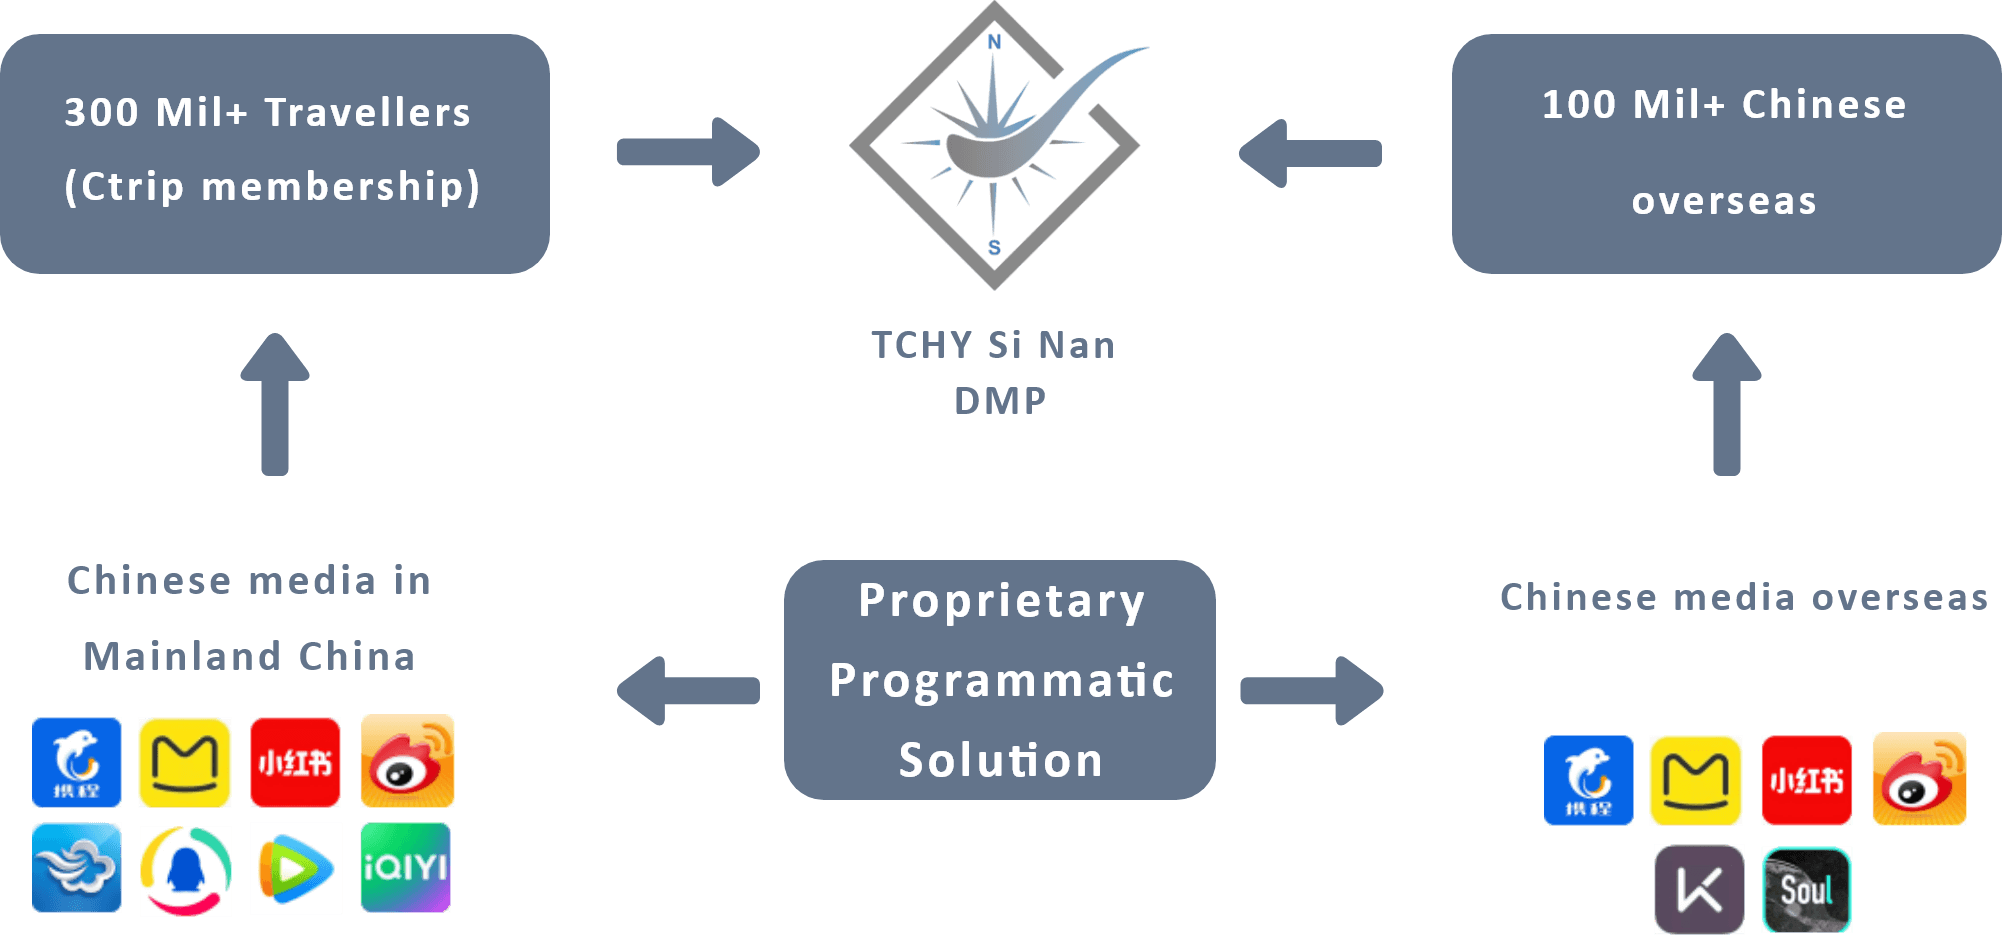 300 Mil+ Travellers
(Ctrip membership)
N
S
TCHY Si Nan
DMP
100 Mil+ Chinese
overseas
Chinese media in
Mainland China
携程
小红书
iQIYI
Proprietary
Programmatic
Solution
Chinese media overseas
携程
小红书
Soul